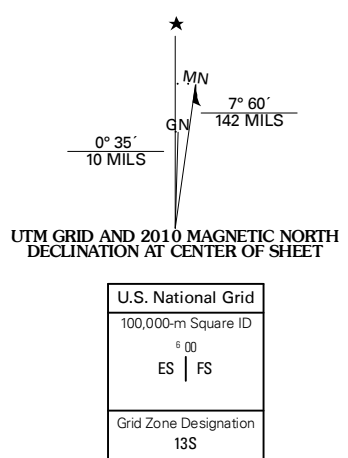 ★
MN
GN
7° 60´
142 MILS
0° 35´
10 MILS
UTM GRID AND 2010 MAGNETIC NORTH
DECLINATION AT CENTER OF SHEET
U.S. National Grid
100,000-m Square ID
6 00
ES | FS
Grid Zone Designation
13S